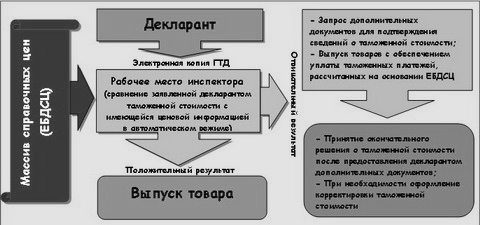 Массив справочных цен
(ЕБДСЦ)
Декларант
Электронная копия ГТД
Рабочее место инспектора
(сравнение заявленной декларантом
таможенной стоимости с
имеющейся ценовой информацией
в автоматическом режиме)
Положительный результат
Выпуск товара
Отрицательный результат
– Запрос дополнительных
документов для подтверждения
сведений о таможенной стоимости;
– Выпуск товаров с обеспечением
уплаты таможенных платежей,
рассчитанных на основании ЕБДСЦ
– Принятие окончательного
решения о таможенной стоимости
после предоставления декларантом
дополнительных документов;
– При необходимости оформление
корректировки таможенной
стоимости